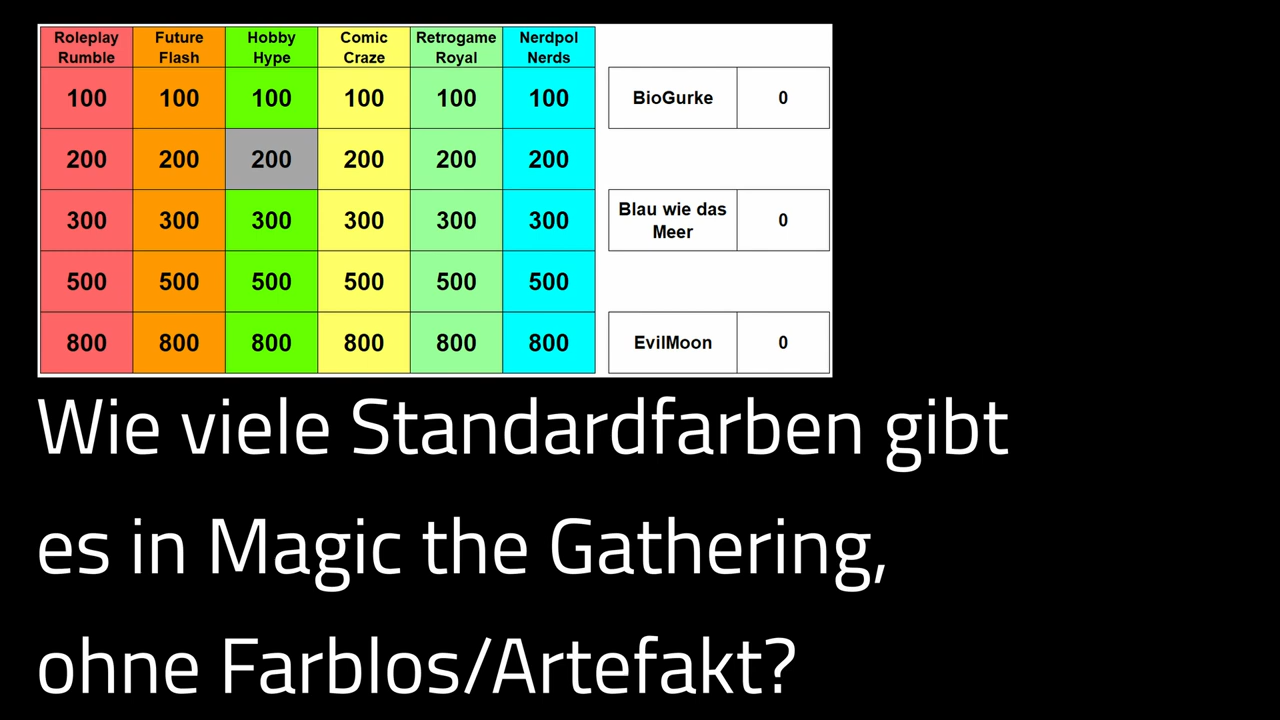 Roleplay Rumble Future Flash Hobby Hype Comic Craze Retrogame Royal Nerdpol Nerds
100 100 100 100 100 100 BioGurke 0
200 200 200 200 200 200
300 300 300 300 300 300 Blau wie das Meer 0
500 500 500 500 500 500
800 800 800 800 800 800 EvilMoon 0
Wie viele Standardfarben gibt
es in Magic the Gathering,
ohne Farblos/Artefakt?